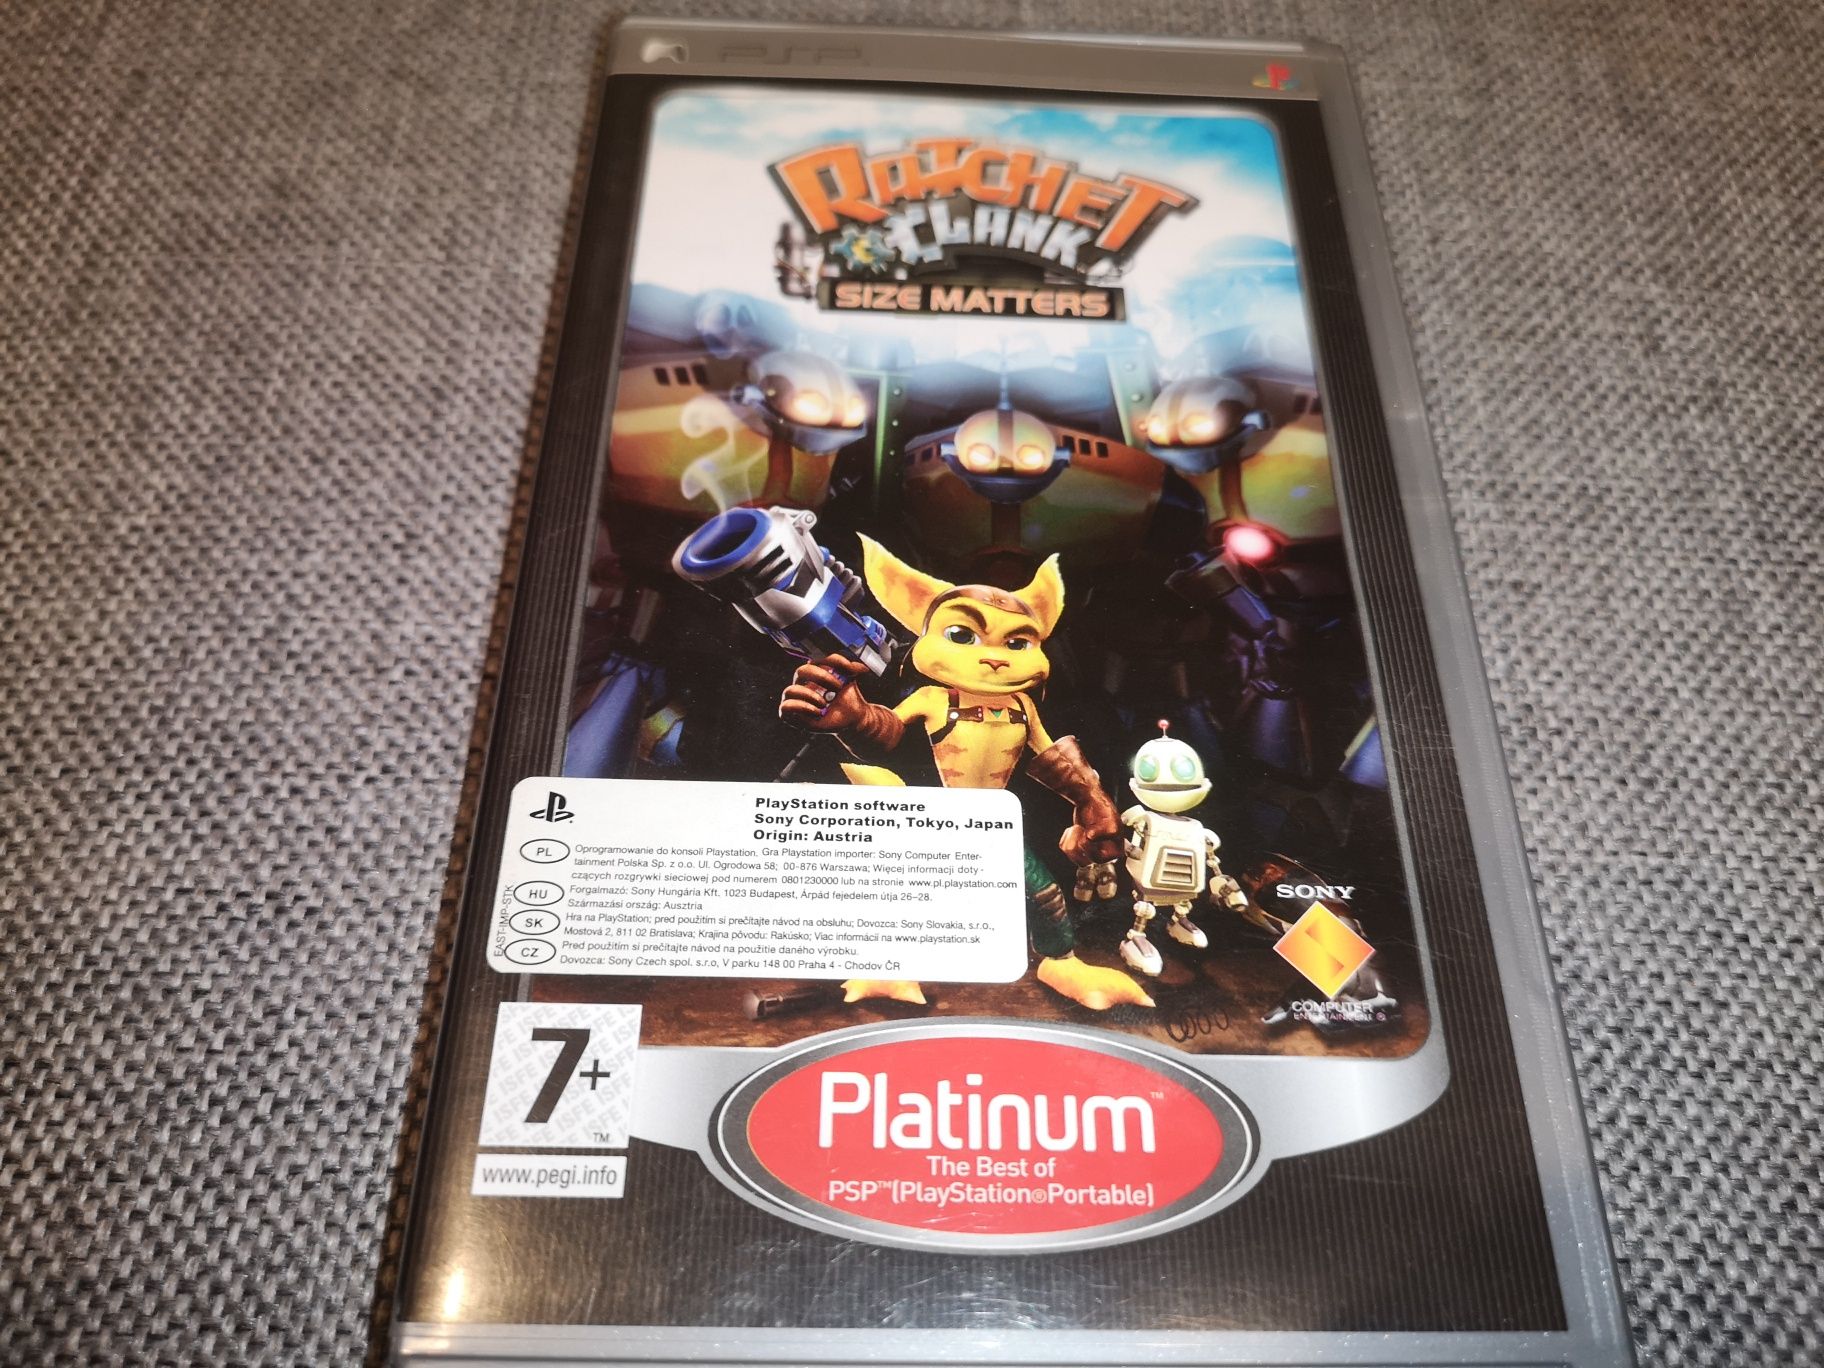 PSP
RATCHET
CLANK
SIZE MATTERS
PlayStation software
Sony Corporation, Tokyo, Japan
Origin: Austria
PL Oprogramowanie do konsoli Playstation. Gra Playstation importer: Sony Computer Enter-
tainment Polska Sp. z o.o. Ul. Ogrodowa 58; 00-876 Warszawa; Więcej informacji doty-
czących rozgrywki sieciowej pod numerem 0801230000 lub na stronie www.pl.playstation.com
HU Forgalmazó: Sony Hungária Kft. 1023 Budapest, Árpád fejedelem útja 26-28.
Származási ország: Ausztria
SK Hra na PlayStation; pred použitím si prečítajte návod na obsluhu; Dovozca: Sony Slovakia, s.r.o.,
Mostová 2, 811 02 Bratislava; Krajina pôvodu: Rakúsko; Viac informácií na www.playstation.sk
CZ Pred použitím si prečítajte návod na použitie daného výrobku.
Dovozca: Sony Czech spol. s.r.o, V parku 148 00 Praha 4 - Chodov ČR
EAST-IMP-STK
SONY
COMPUTER
ENTERTAINMENT ®
7+
TM
www.pegi.info
Platinum™
The Best of
PSP™(PlayStation®Portable)